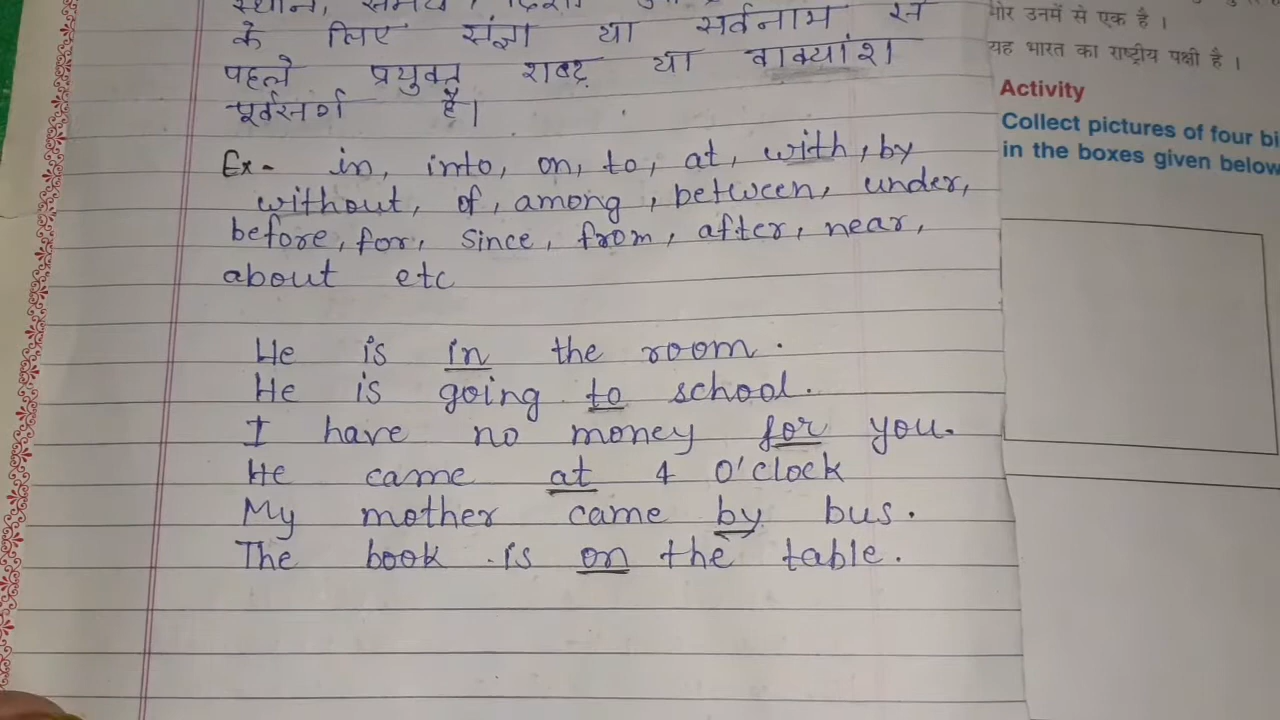 स्थान, समय, दिशा
के लिए संज्ञा या सर्वनाम से
पहले प्रयुक्त शब्द या वाक्यांश
पूर्वसर्ग है।
Ex- in, into, on, to, at, with, by
without, of, among, between, under,
before, for, since, from, after, near,
about etc
He is in the room.
He is going to school.
I have no money for you.
He came at 4 O'clock
My mother came by bus.
The book is on the table.
मोर उनमें से एक है।
यह भारत का राष्ट्रीय पक्षी है।
Activity
Collect pictures of four bi
in the boxes given below